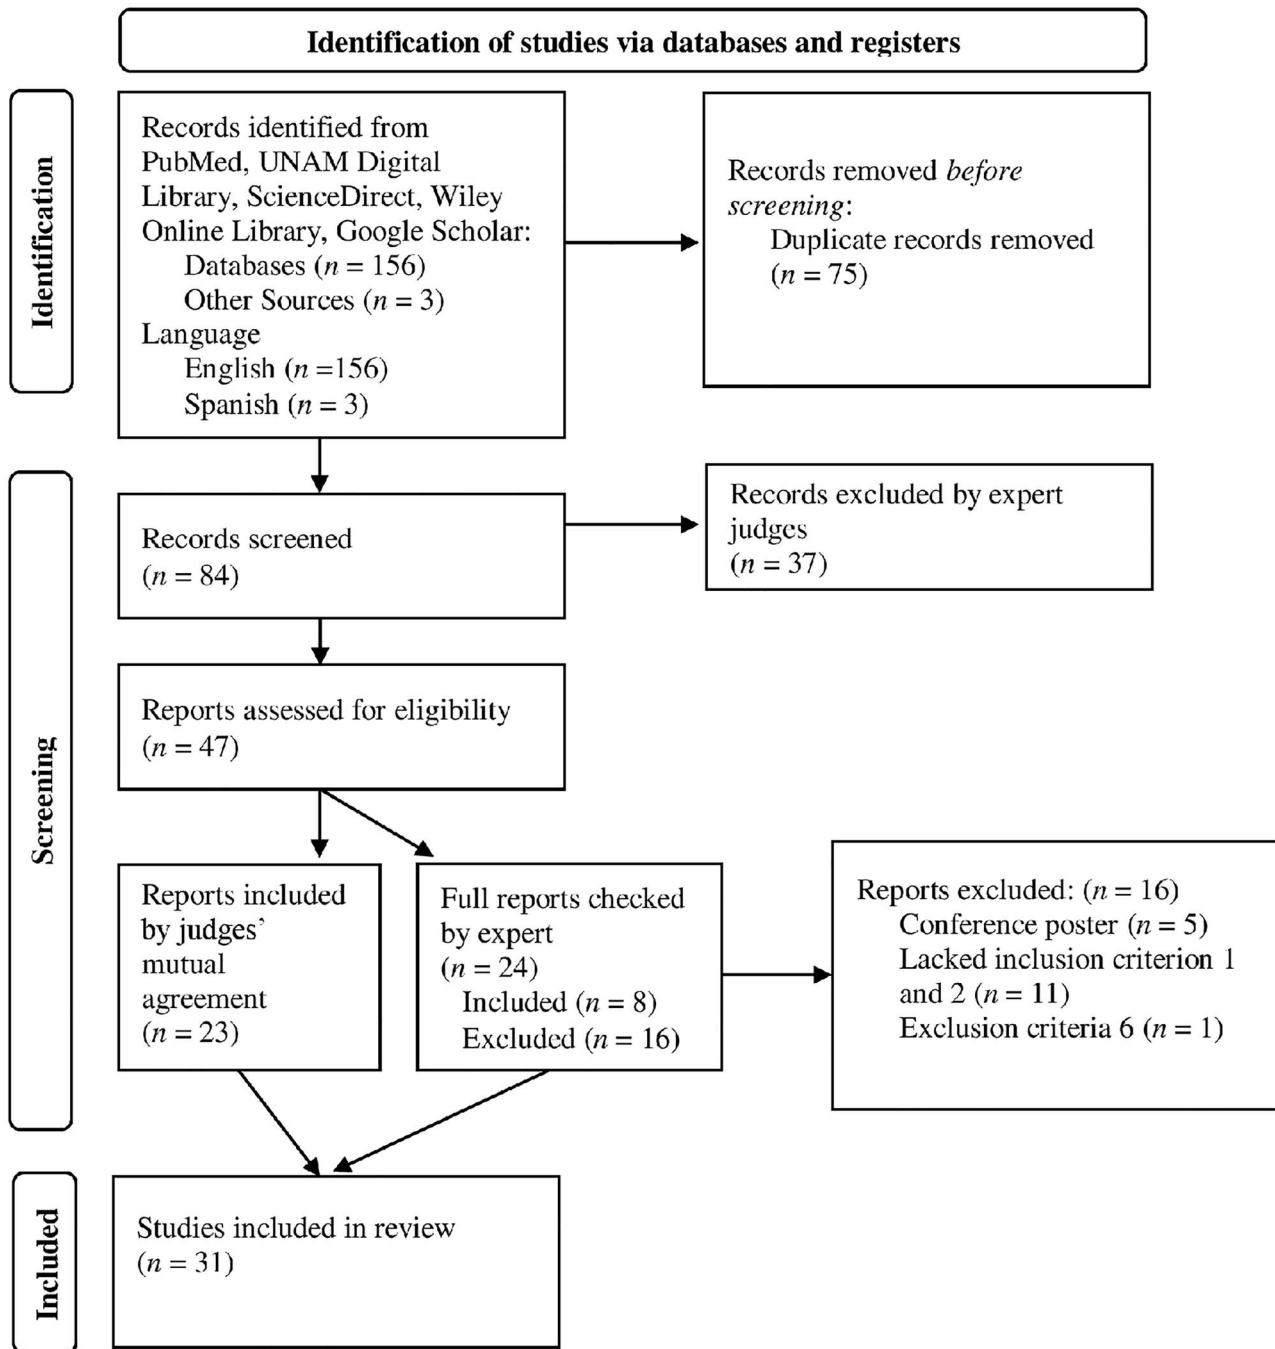 Identification of studies via databases and registers
Identification
Records identified from
PubMed, UNAM Digital
Library, ScienceDirect, Wiley
Online Library, Google Scholar:
Databases (n = 156)
Other Sources (n = 3)
Language
English (n =156)
Spanish (n = 3)
Records removed before
screening:
Duplicate records removed
(n = 75)
Screening
Records screened
(n = 84)
Records excluded by expert
judges
(n = 37)
Reports assessed for eligibility
(n = 47)
Reports included
by judges’
mutual
agreement
(n = 23)
Full reports checked
by expert
(n = 24)
Included (n = 8)
Excluded (n = 16)
Reports excluded: (n = 16)
Conference poster (n = 5)
Lacked inclusion criterion 1
and 2 (n = 11)
Exclusion criteria 6 (n = 1)
Included
Studies included in review
(n = 31)